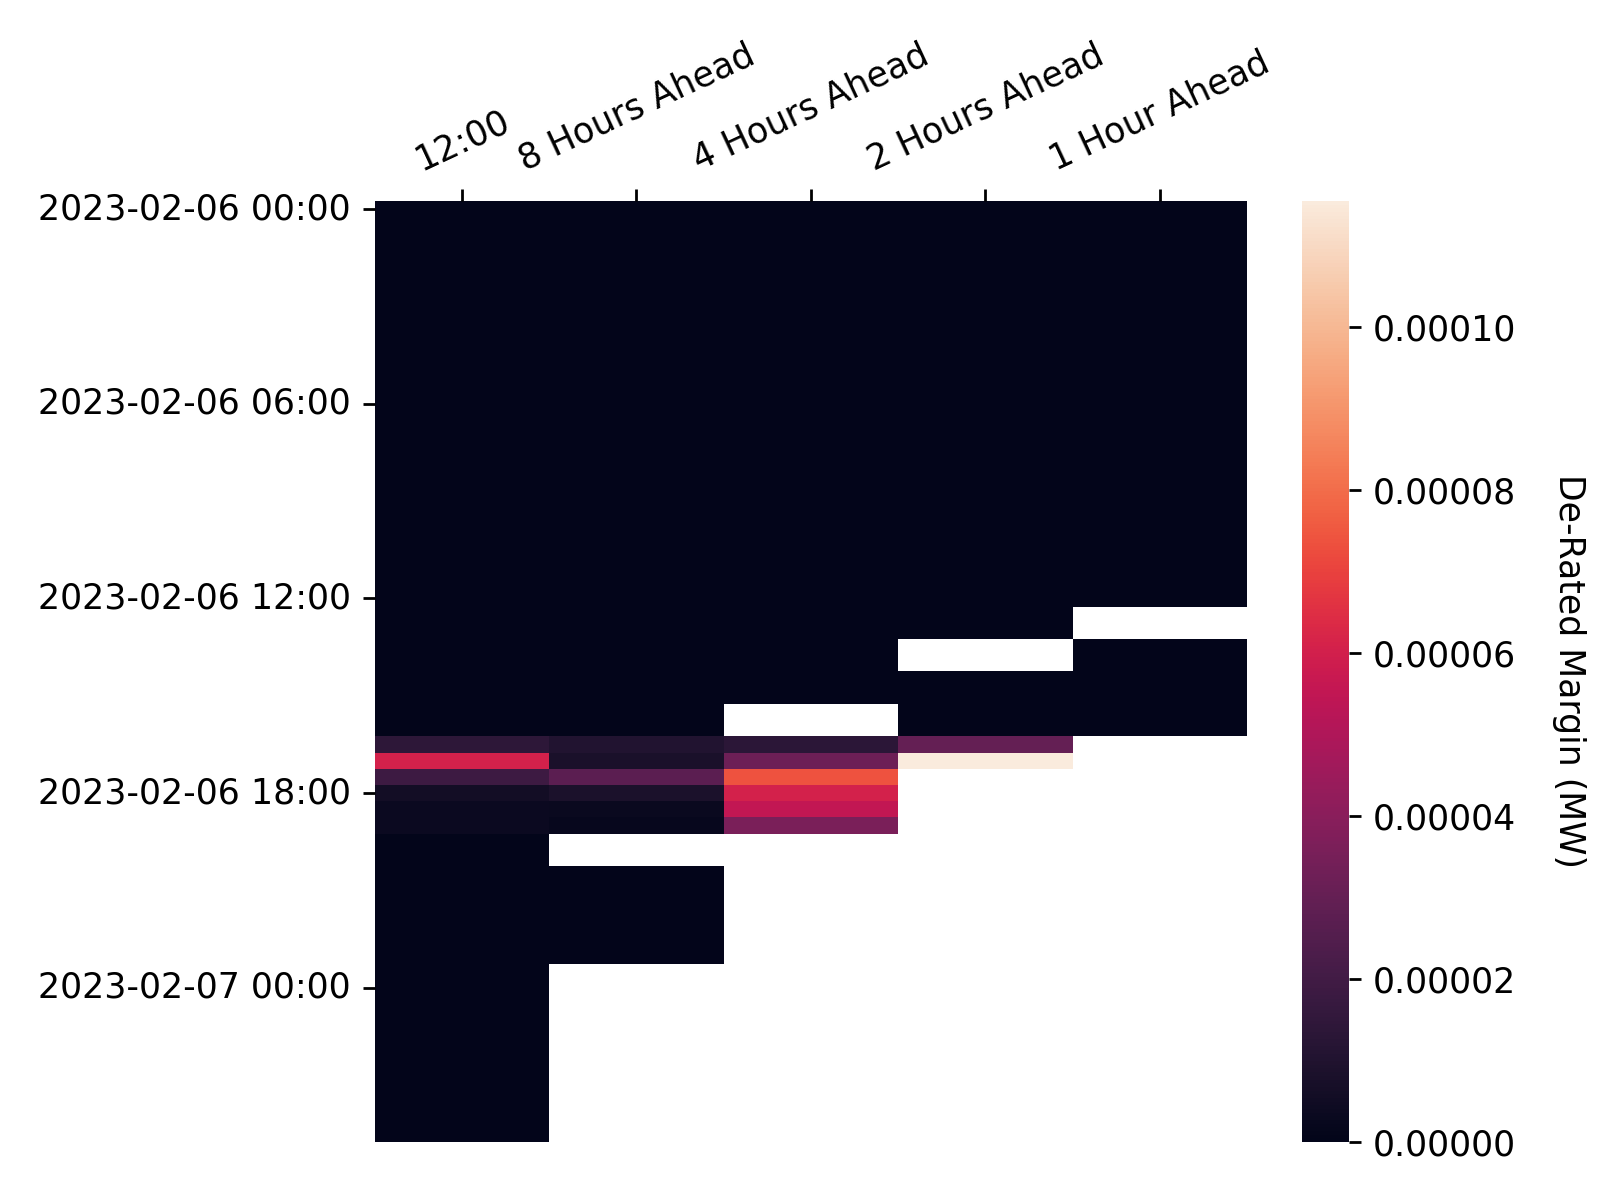 12:00
8 Hours Ahead
4 Hours Ahead
2 Hours Ahead
1 Hour Ahead
2023-02-06 00:00
2023-02-06 06:00
2023-02-06 12:00
2023-02-06 18:00
2023-02-07 00:00
0.00010
0.00008
0.00006
0.00004
0.00002
0.00000
De-Rated Margin (MW)